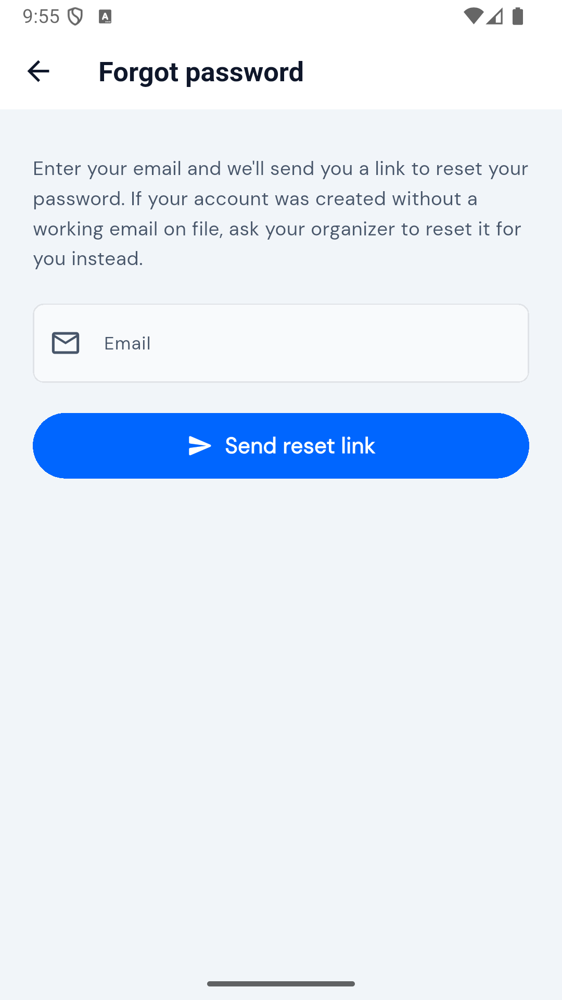 9:55
Forgot password
Enter your email and we'll send you a link to reset your
password. If your account was created without a
working email on file, ask your organizer to reset it for
you instead.
Email
Send reset link